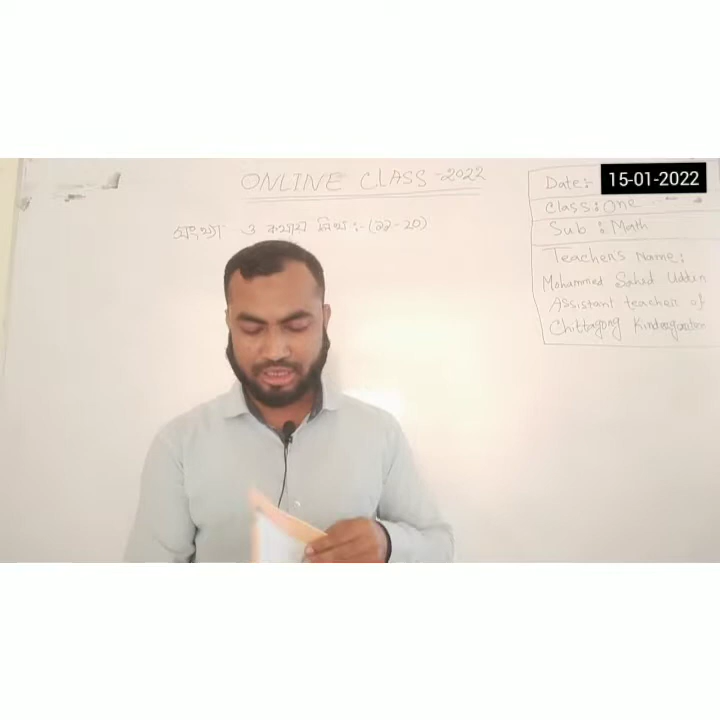 ONLINE CLASS-2022
সংখ্যা ও কথায় লিখ :-(১১-২০)
Date: 15-01-2022
Class: One
Sub : Math
Teacher's Name:
Mohammed Sahid Uddin
Assistant teacher of
Chittagong Kindergarten